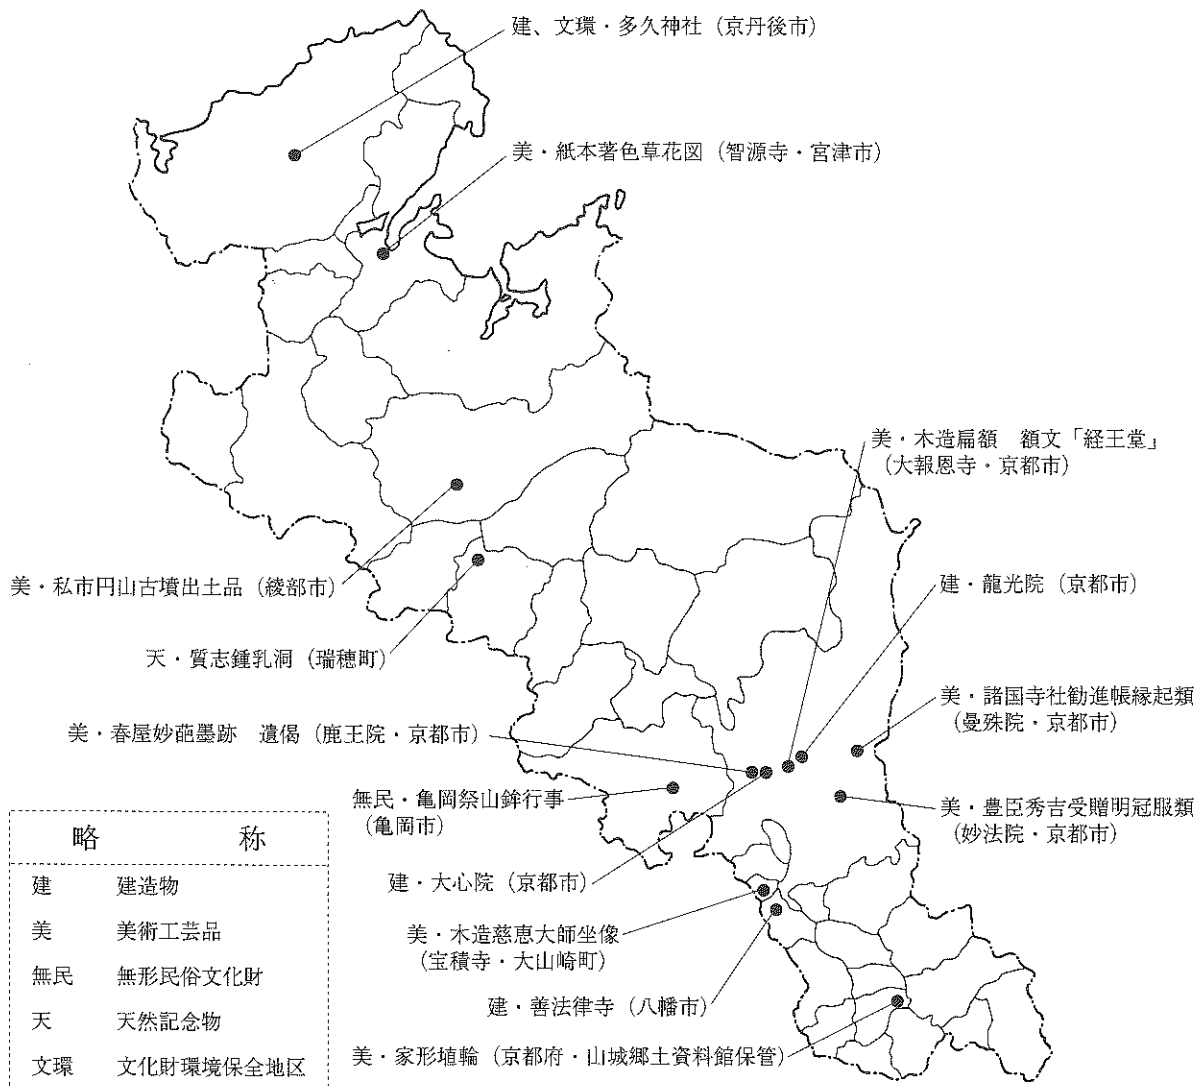 建、文環・多久神社（京丹後市）
美・紙本著色草花図（智源寺・宮津市）
美・木造扁額　額文「経王堂」
（大報恩寺・京都市）
美・私市円山古墳出土品（綾部市）
建・龍光院（京都市）
天・質志鍾乳洞（瑞穂町）
美・諸国寺社勧進帳縁起類
（曼殊院・京都市）
美・春屋妙葩墨跡　遺偈（鹿王院・京都市）
無民・亀岡祭山鉾行事
（亀岡市）
美・豊臣秀吉受贈明冠服類
（妙法院・京都市）
建・大心院（京都市）
美・木造慈恵大師坐像
（宝積寺・大山崎町）
建・善法律寺（八幡市）
美・家形埴輪（京都府・山城郷土資料館保管）
略　称
建　建造物
美　美術工芸品
無民　無形民俗文化財
天　天然記念物
文環　文化財環境保全地区